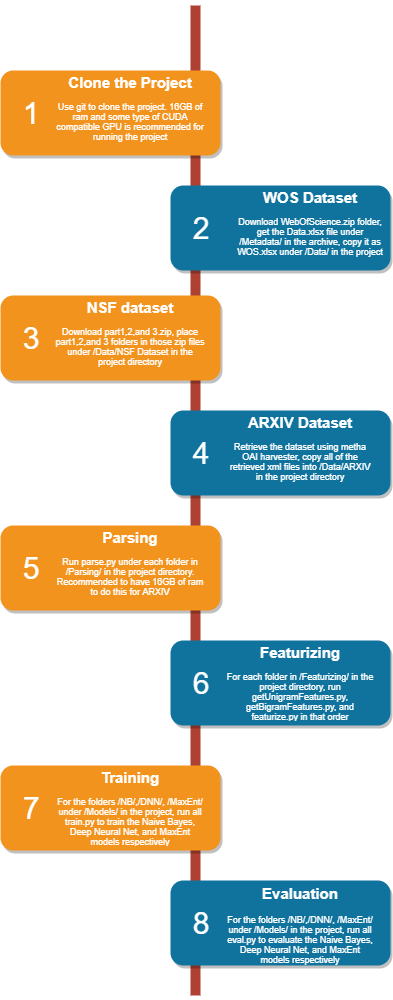 Clone the Project
1
Use git to clone the project. 16GB of
ram and some type of CUDA
compatible GPU is recommended for
running the project
WOS Dataset
2
Download WebOfScience.zip folder,
get the Data.xlsx file under
/Metadata/ in the archive, copy it as
WOS.xlsx under /Data/ in the project
NSF dataset
3
Download part1,2,and 3.zip, place
part1,2,and 3 folders in those zip files
under /Data/NSF Dataset in the
project directory
ARXIV Dataset
4
Retrieve the dataset using metha
OAI harvester, copy all of the
retrieved xml files into /Data/ARXIV
in the project directory
Parsing
5
Run parse.py under each folder in
/Parsing/ in the project directory.
Recommended to have 16GB of ram
to do this for ARXIV
Featurizing
6
For each folder in /Featurizing/ in the
project directory, run
getUnigramFeatures.py,
getBigramFeatures.py, and
featurize.py in that order
Training
7
For the folders /NB/,/DNN/, /MaxEnt/
under /Models/ in the project, run all
train.py to train the Naive Bayes,
Deep Neural Net, and MaxEnt
models respectively
Evaluation
8
For the folders /NB/,/DNN/, /MaxEnt/
under /Models/ in the project, run all
eval.py to evaluate the Naive Bayes,
Deep Neural Net, and MaxEnt
models respectively